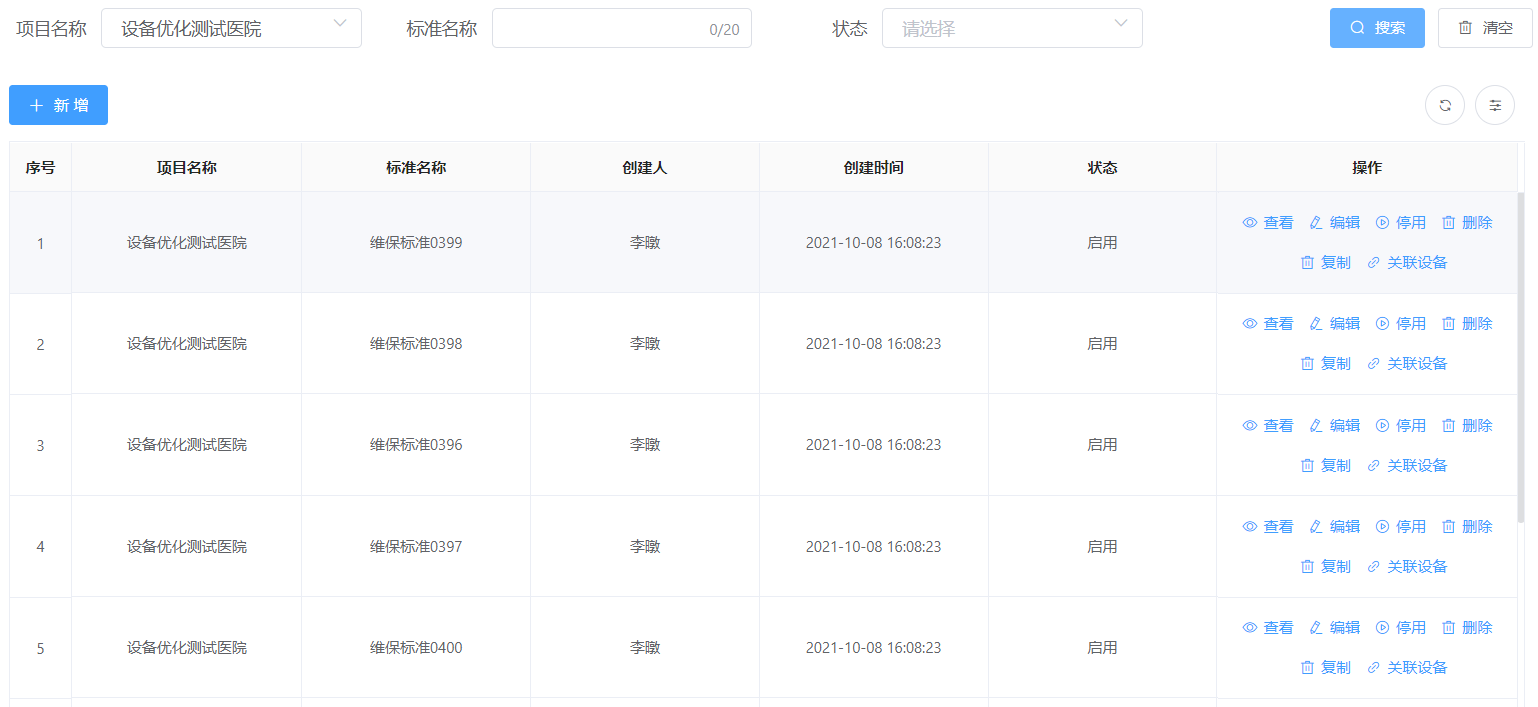 项目名称 设备优化测试医院 标准名称 0/20 状态 请选择 搜索 清空
新增
序号 项目名称 标准名称 创建人 创建时间 状态 操作
1 设备优化测试医院 维保标准0399 李暾 2021-10-08 16:08:23 启用 查看 编辑 停用 删除
复制 关联设备
2 设备优化测试医院 维保标准0398 李暾 2021-10-08 16:08:23 启用 查看 编辑 停用 删除
复制 关联设备
3 设备优化测试医院 维保标准0396 李暾 2021-10-08 16:08:23 启用 查看 编辑 停用 删除
复制 关联设备
4 设备优化测试医院 维保标准0397 李暾 2021-10-08 16:08:23 启用 查看 编辑 停用 删除
复制 关联设备
5 设备优化测试医院 维保标准0400 李暾 2021-10-08 16:08:23 启用 查看 编辑 停用 删除
复制 关联设备